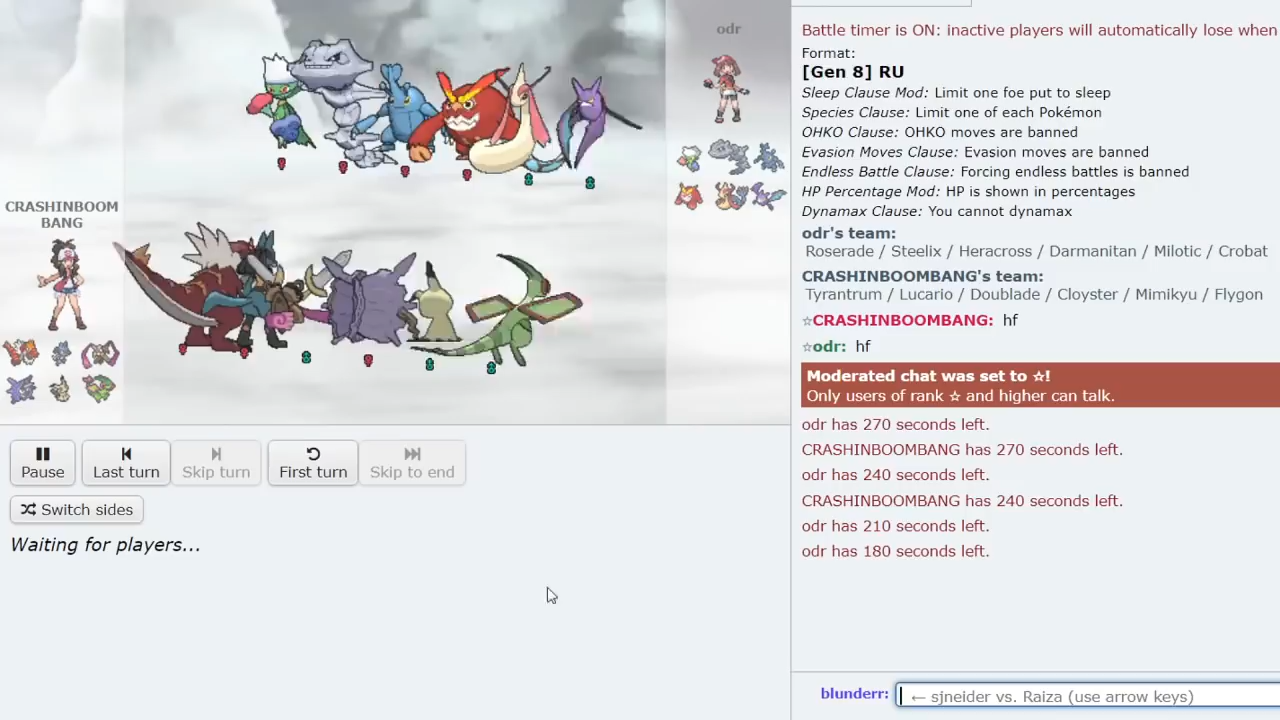 odr
CRASHINBOOM
BANG
Pause
Last turn
Skip turn
First turn
Skip to end
Switch sides
Waiting for players...
Battle timer is ON: inactive players will automatically lose when
Format:
[Gen 8] RU
Sleep Clause Mod: Limit one foe put to sleep
Species Clause: Limit one of each Pokémon
OHKO Clause: OHKO moves are banned
Evasion Moves Clause: Evasion moves are banned
Endless Battle Clause: Forcing endless battles is banned
HP Percentage Mod: HP is shown in percentages
Dynamax Clause: You cannot dynamax
odr's team:
Roserade / Steelix / Heracross / Darmanitan / Milotic / Crobat
CRASHINBOOMBANG's team:
Tyrantrum / Lucario / Doublade / Cloyster / Mimikyu / Flygon
☆CRASHINBOOMBANG: hf
☆odr: hf
Moderated chat was set to ☆!
Only users of rank ☆ and higher can talk.
odr has 270 seconds left.
CRASHINBOOMBANG has 270 seconds left.
odr has 240 seconds left.
CRASHINBOOMBANG has 240 seconds left.
odr has 210 seconds left.
odr has 180 seconds left.
blunderr: ← sjneider vs. Raiza (use arrow keys)